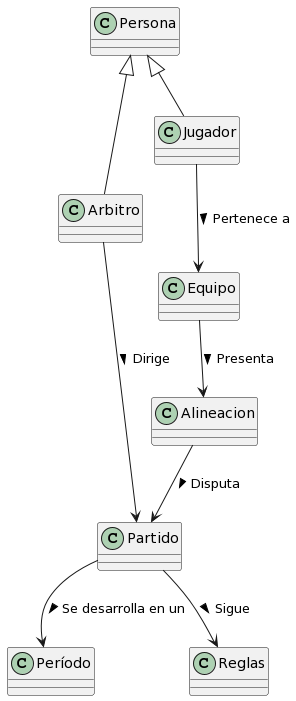 C Persona
C Jugador
C Arbitro
Pertenece a
C Equipo
Dirige
Presenta
C Alineacion
Disputa
C Partido
Se desarrolla en un
Sigue
C Período
C Reglas